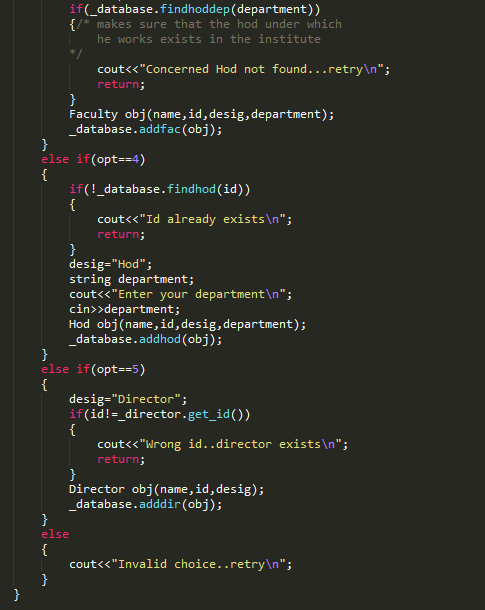 if(_database.findhoddep(department))
{/* makes sure that the hod under which
he works exists in the institute
*/
cout<<"Concerned Hod not found...retry\n";
return;
}
Faculty obj(name,id,desig,department);
_database.addfac(obj);
}
else if(opt==4)
{
if(!_database.findhod(id))
{
cout<<"Id already exists\n";
return;
}
desig="Hod";
string department;
cout<<"Enter your department\n";
cin>>department;
Hod obj(name,id,desig,department);
_database.addhod(obj);
}
else if(opt==5)
{
desig="Director";
if(id!=_director.get_id())
{
cout<<"Wrong id..director exists\n";
return;
}
Director obj(name,id,desig);
_database.adddir(obj);
}
else
{
cout<<"Invalid choice..retry\n";
}
}